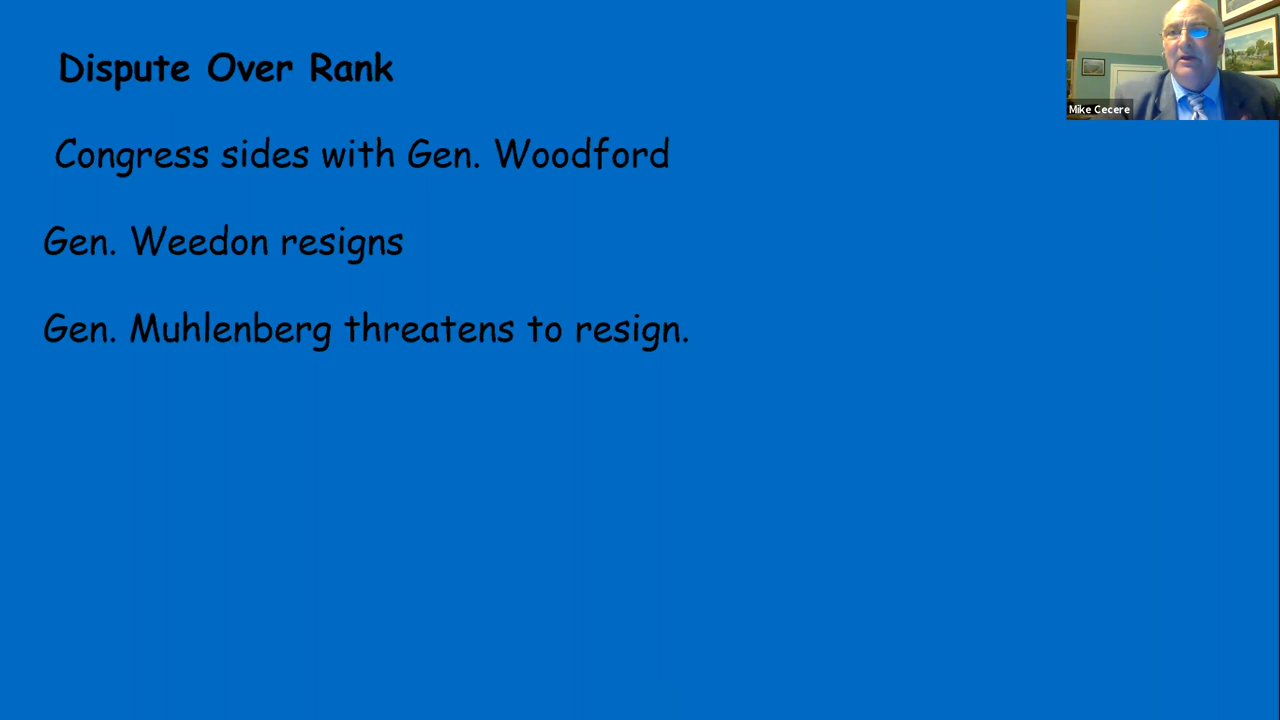 Dispute Over Rank
Congress sides with Gen. Woodford
Gen. Weedon resigns
Gen. Muhlenberg threatens to resign.
Mike Cecere